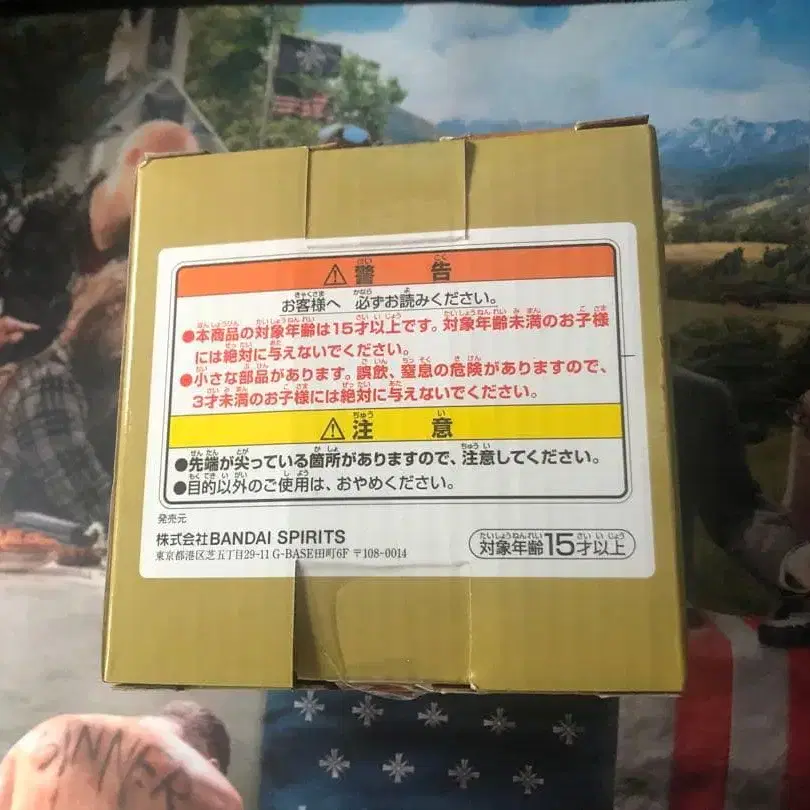 ⚠警告
お客様へ 必ずお読みください。
●本商品の対象年齢は15才以上です。対象年齢未満のお子様
には絶対に与えないでください。
●小さな部品があります。誤飲、窒息の危険がありますので、
3才未満のお子様には絶対に与えないでください。
⚠注意
●先端が尖っている箇所がありますので、注意してください。
●目的以外のご使用は、おやめください。
発売元
株式会社BANDAI SPIRITS
東京都港区芝五丁目29-11 G-BASE田町6F 〒108-0014
対象年齢15才以上
SINNER